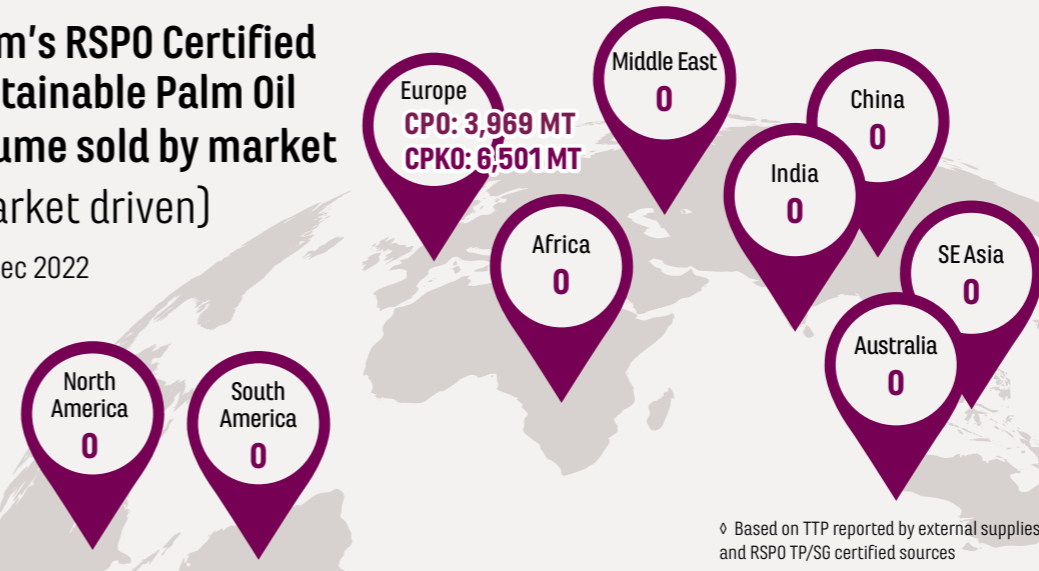 m's RSPO Certified
tainable Palm Oil
ume sold by market
arket driven)
ec 2022
Europe
CPO: 3,969 MT
CPKO: 6,501 MT
Middle East
0
China
0
India
0
Africa
0
SE Asia
0
Australia
0
North
America
0
South
America
0
◊ Based on TTP reported by external supplies
and RSPO TP/SG certified sources